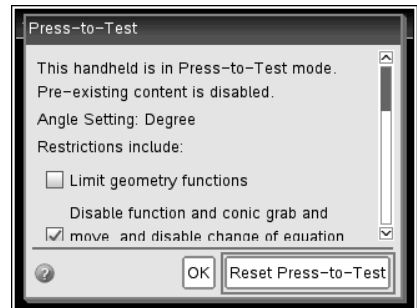 Press-to-Test
This handheld is in Press-to-Test mode.
Pre-existing content is disabled.
Angle Setting: Degree
Restrictions include:
Limit geometry functions
Disable function and conic grab and
move and disable change of equation
?
OK
Reset Press-to-Test